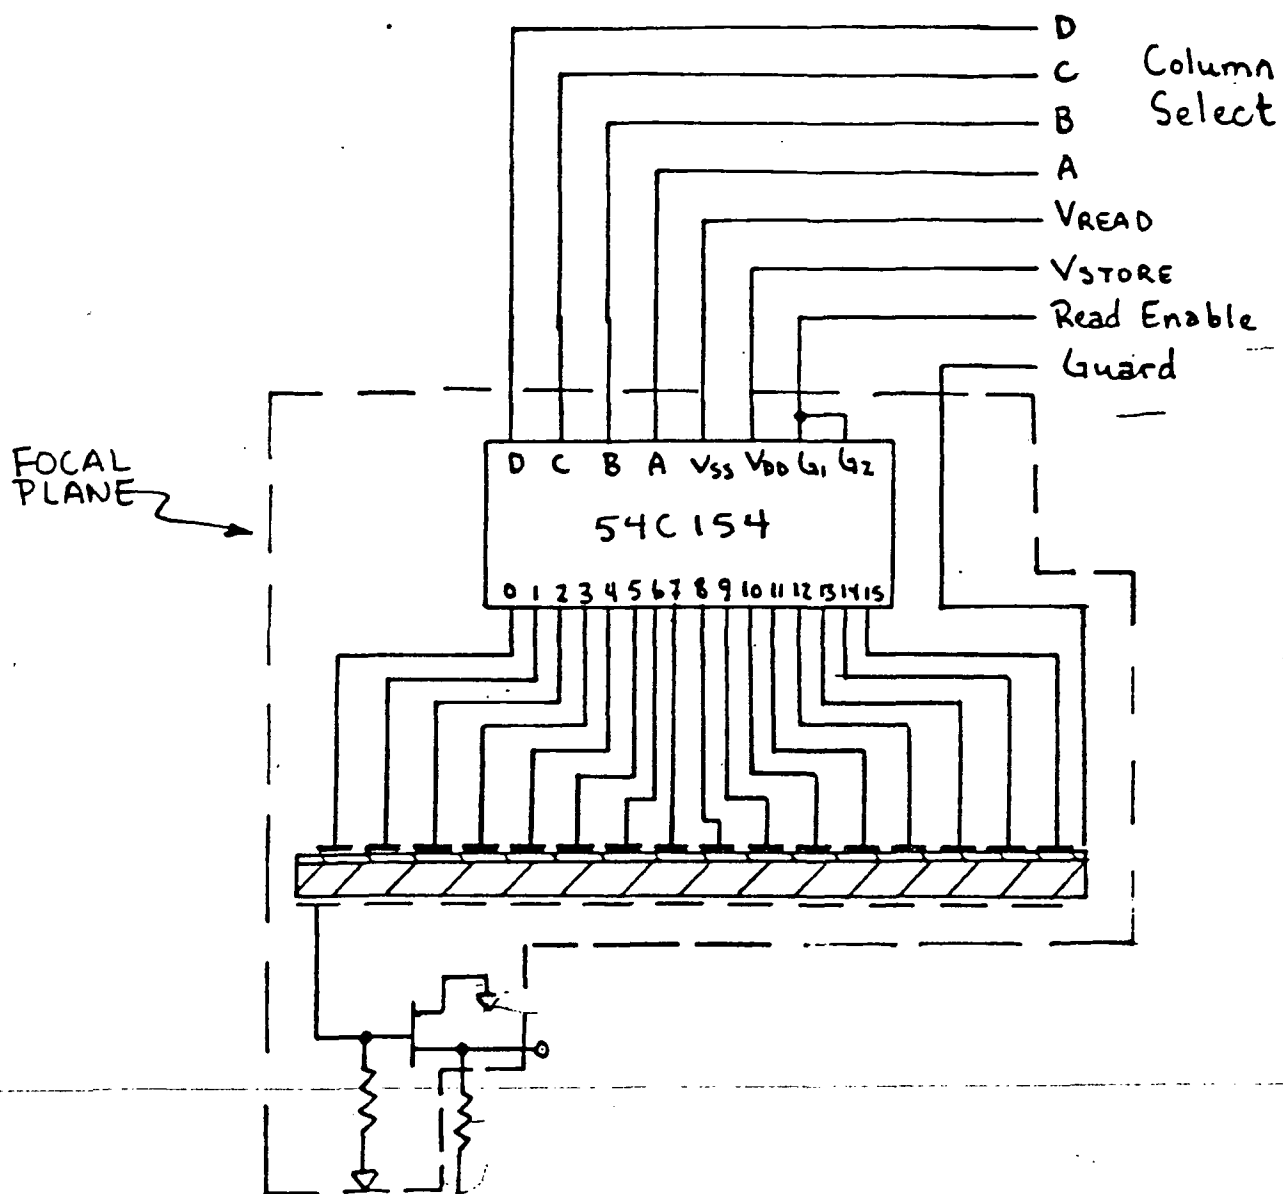 D
C
Column
Select
B
A
VREAD
VSTORE
Read Enable
Guard
FOCAL
PLANE
D C B A VSS VDD G1 G2
54C154
0 1 2 3 4 5 6 7 8 9 10 11 12 13 14 15